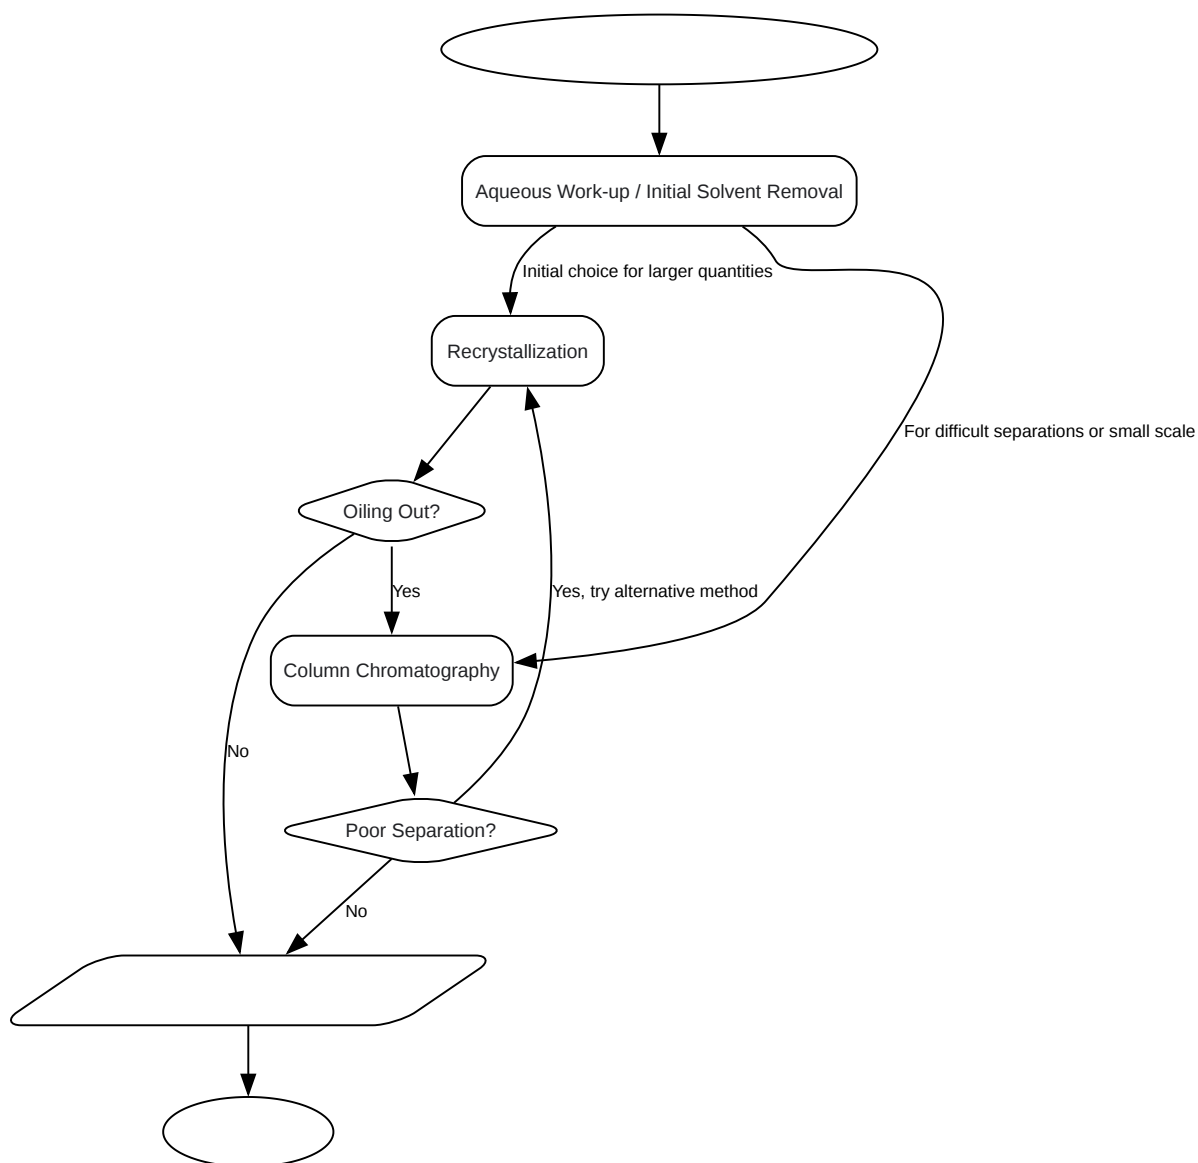 Aqueous Work-up / Initial Solvent Removal
Initial choice for larger quantities
Recrystallization
For difficult separations or small scale
Oiling Out?
Yes
Yes, try alternative method
Column Chromatography
No
Poor Separation?
No